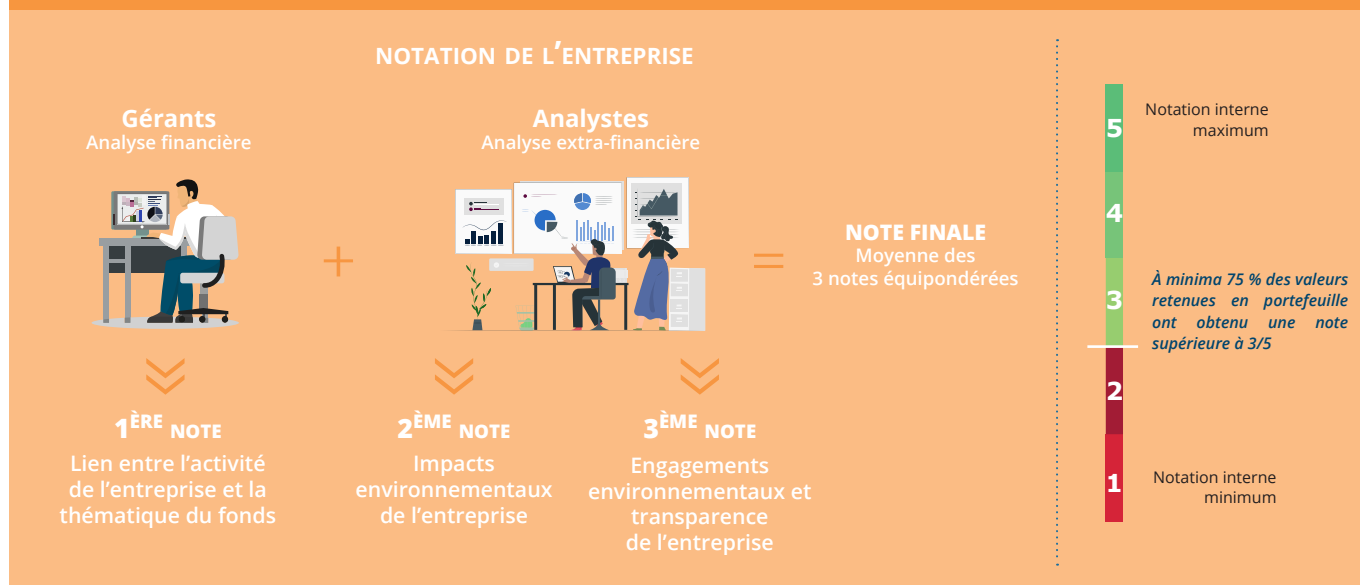 NOTATION DE L'ENTREPRISE
Gérants
Analyse financière
Analystes
Analyse extra-financière
+
=
NOTE FINALE
Moyenne des
3 notes équipondérées
1ÈRE NOTE
Lien entre l'activité
de l'entreprise et la
thématique du fonds
2ÈME NOTE
Impacts
environnementaux
de l'entreprise
3ÈME NOTE
Engagements
environnementaux et
transparence
de l'entreprise
5
Notation interne
maximum
4
3
À minima 75 % des valeurs
retenues en portefeuille
ont obtenu une note
supérieure à 3/5
2
1
Notation interne
minimum